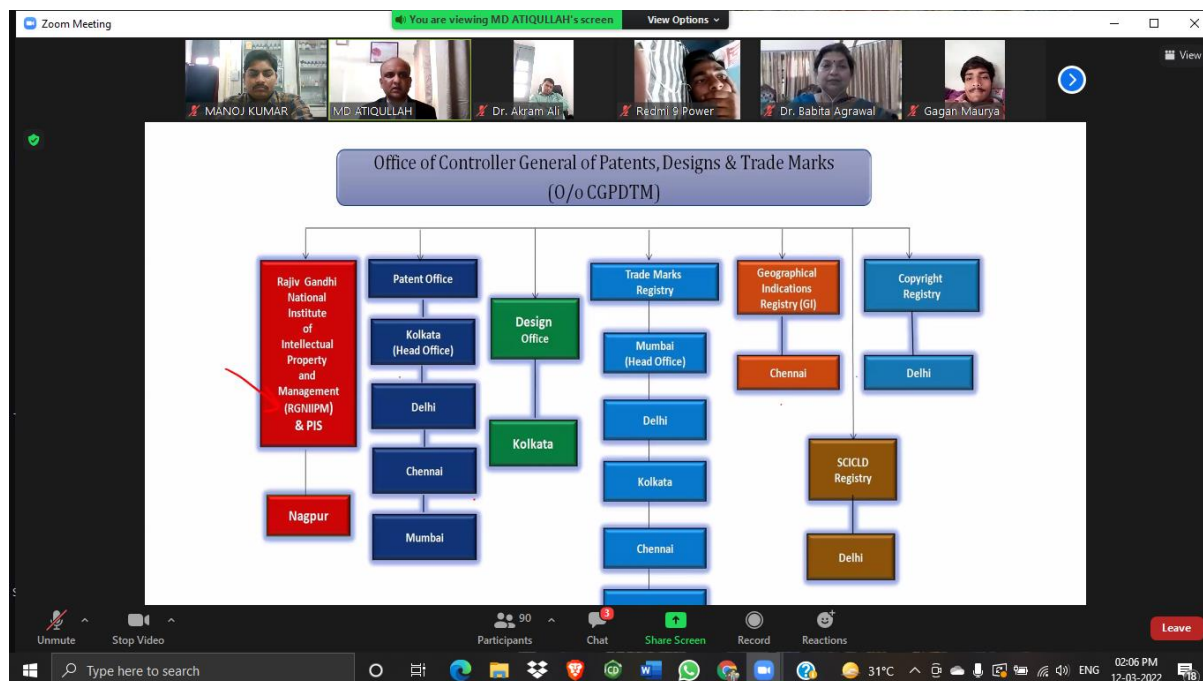 Zoom Meeting
You are viewing MD ATIQULLAH's screen
View Options
View
MANOJ KUMAR
MD ATIQULLAH
Dr. Akram Ali
Redmi 9 Power
Dr. Babita Agrawal
Gagan Maurya
Office of Controller General of Patents, Designs & Trade Marks
(O/o CGPDTM)
Rajiv Gandhi
National
Institute
of
Intellectual
Property
and
Management
(RGNIIPM)
& PIS
Nagpur
Patent Office
Kolkata
(Head Office)
Delhi
Chennai
Mumbai
Design
Office
Kolkata
Trade Marks
Registry
Mumbai
(Head Office)
Delhi
Kolkata
Chennai
Geographical
Indications
Registry (GI)
Chennai
Copyright
Registry
Delhi
SCICLD
Registry
Delhi
Unmute
Stop Video
90
Participants
3
Chat
Share Screen
Record
Reactions
Leave
Type here to search
31°C
ENG
02:06 PM
12-03-2022